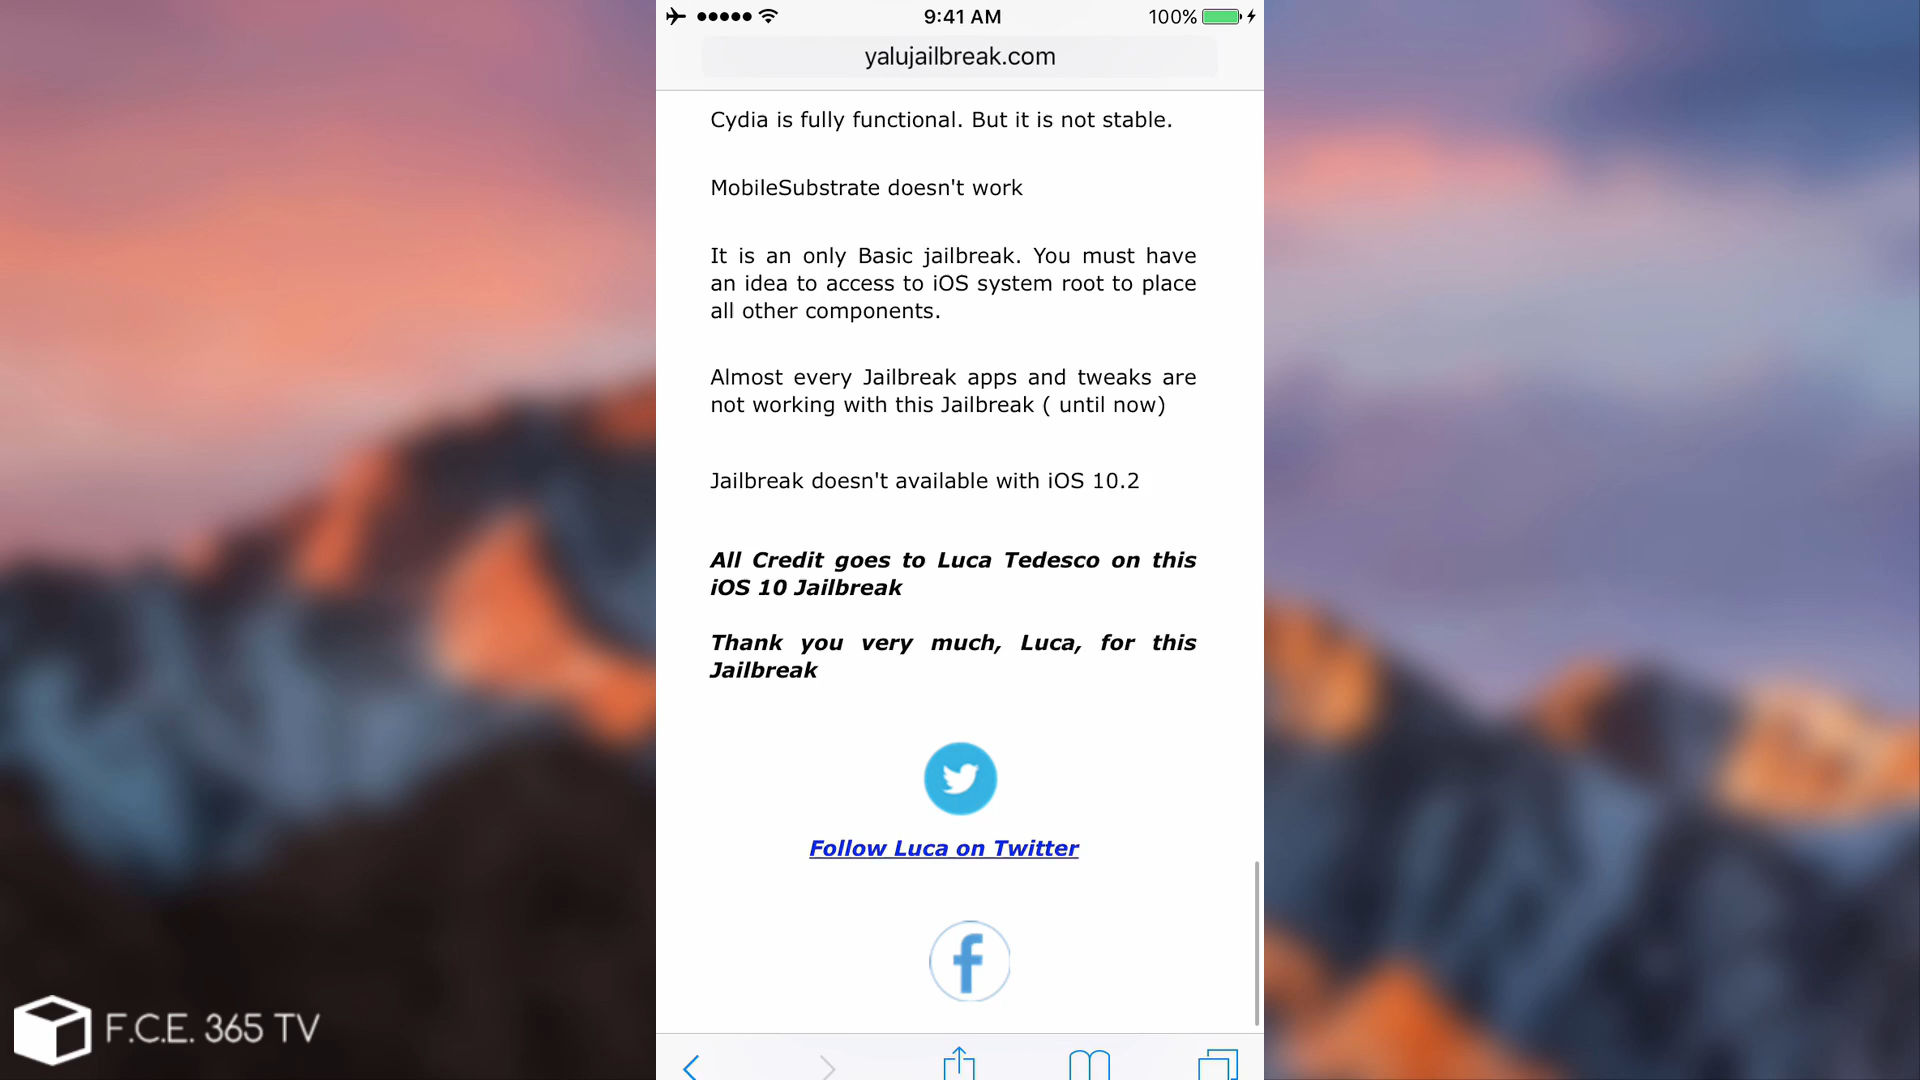 9:41 AM
100%
yalujailbreak.com
Cydia is fully functional. But it is not stable.
MobileSubstrate doesn't work
It is an only Basic jailbreak. You must have
an idea to access to iOS system root to place
all other components.
Almost every Jailbreak apps and tweaks are
not working with this Jailbreak ( until now)
Jailbreak doesn't available with iOS 10.2
All Credit goes to Luca Tedesco on this
iOS 10 Jailbreak
Thank you very much, Luca, for this
Jailbreak
Follow Luca on Twitter
F.C.E. 365 TV